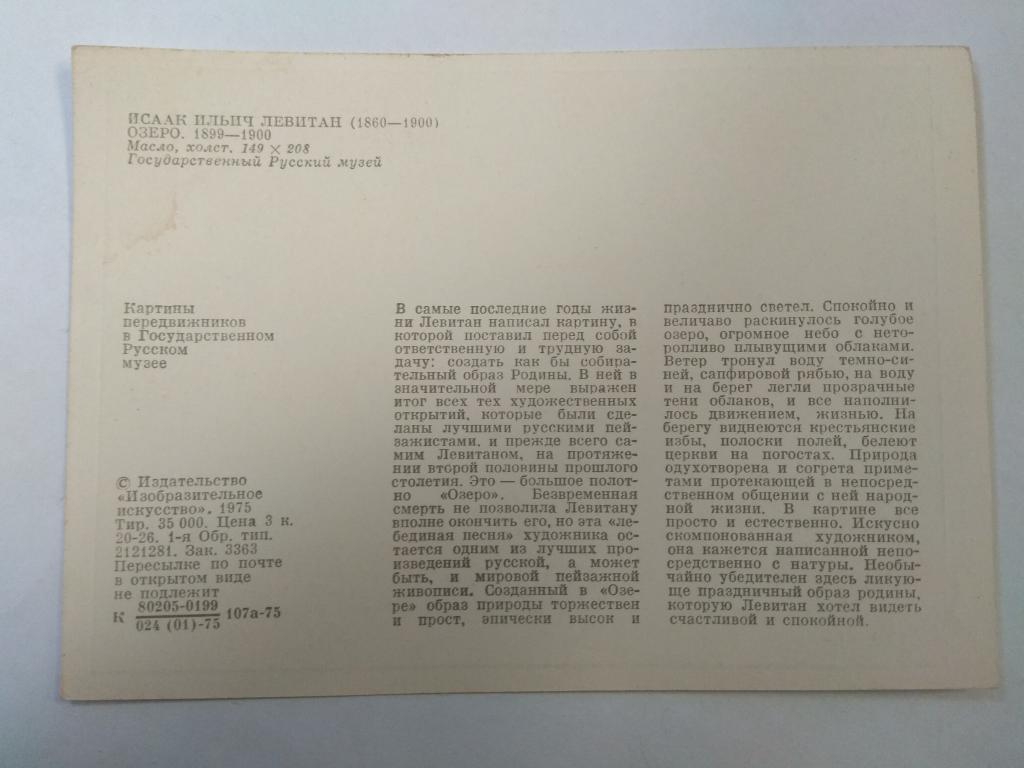 ИСААК ИЛЬИЧ ЛЕВИТАН (1860—1900)
ОЗЕРО. 1899—1900
Масло, холст. 149 × 208
Государственный Русский музей
Картины
передвижников
в Государственном
Русском
музее
© Издательство
«Изобразительное
искусство». 1975
Тир. 35 000. Цена 3 к.
20-26. 1-я Обр. тип.
2121281. Зак. 3363
Пересылке по почте
в открытом виде
не подлежит
К 80205-0199
024 (01)-75 107а-75
В самые последние годы жиз-
ни Левитан написал картину, в
которой поставил перед собой
ответственную и трудную за-
дачу: создать как бы собира-
тельный образ Родины. В ней в
значительной мере выражен
итог всех тех художественных
открытий, которые были сде-
ланы лучшими русскими пей-
зажистами, и прежде всего са-
мим Левитаном, на протяже-
нии второй половины прошлого
столетия. Это — большое полот-
но «Озеро». Безвременная
смерть не позволила Левитану
вполне окончить его, но эта «ле-
бединая песня» художника ос-
тается одним из лучших про-
изведений русской, а может
быть, и мировой пейзажной
живописи. Созданный в «Озе-
ре» образ природы торжествен
и прост, эпически высок и
празднично светел. Спокойно и
величаво раскинулось голубое
озеро, огромное небо с нето-
ропливо плывущими облаками.
Ветер тронул воду темно-си-
ней, сапфировой рябью, на воду
и на берег легли прозрачные
тени облаков, и все наполни-
лось движением, жизнью. На
берегу виднеются крестьянские
избы, полоски полей, белеют
церкви на погостах. Природа
одухотворена и согрета приме-
тами протекающей в непосред-
ственном общении с ней народ-
ной жизни. В картине все
просто и естественно. Искусно
скомпонованная художником,
она кажется написанной непо-
средственно с натуры. Необы-
чайно убедителен здесь ликую-
ще праздничный образ родины,
которую Левитан хотел видеть
счастливой и спокойной.